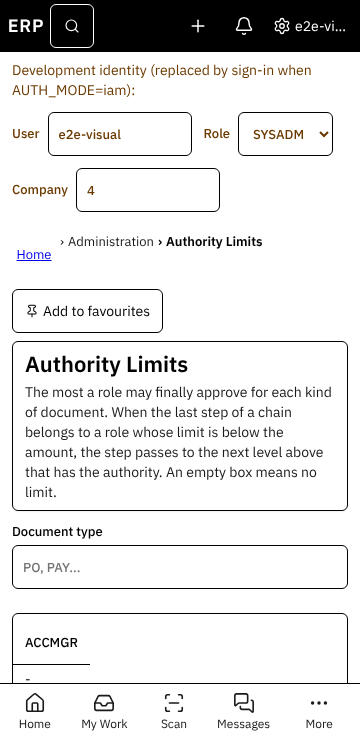 ERP
e2e-vi...
Development identity (replaced by sign-in when
AUTH_MODE=iam):
User e2e-visual Role SYSADM
Company 4
Home › Administration › Authority Limits
Add to favourites
Authority Limits
The most a role may finally approve for each kind
of document. When the last step of a chain
belongs to a role whose limit is below the
amount, the step passes to the next level above
that has the authority. An empty box means no
limit.
Document type
PO, PAY...
ACCMGR
-
Home My Work Scan Messages More